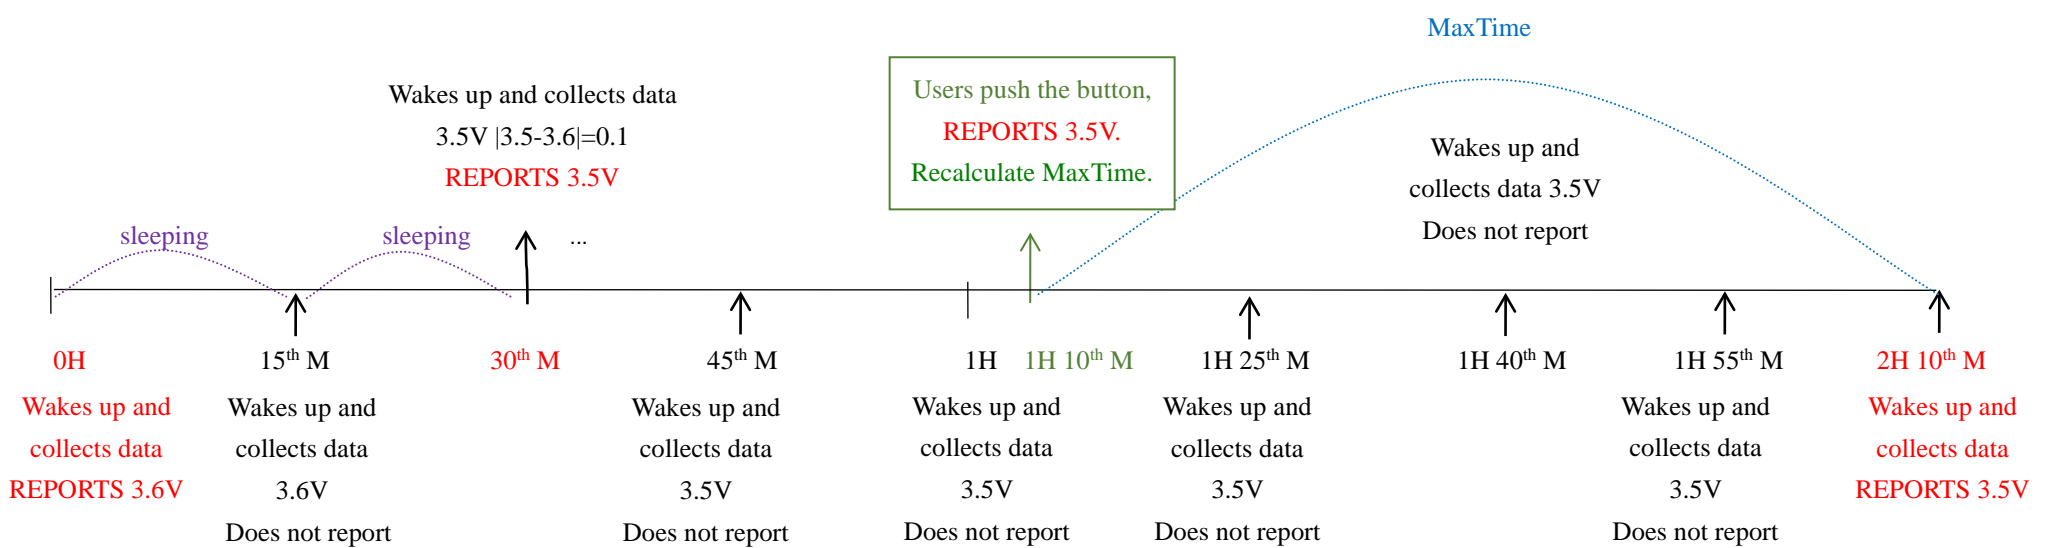 MaxTime
Wakes up and collects data
3.5V |3.5-3.6|=0.1
REPORTS 3.5V
Users push the button,
REPORTS 3.5V.
Recalculate MaxTime.
Wakes up and
collects data 3.5V
Does not report
sleeping
sleeping
...
0H
Wakes up and
collects data
REPORTS 3.6V
15th M
Wakes up and
collects data
3.6V
Does not report
30th M
45th M
Wakes up and
collects data
3.5V
Does not report
1H
Wakes up and
collects data
3.5V
Does not report
1H 10th M
1H 25th M
Wakes up and
collects data
3.5V
Does not report
1H 40th M
1H 55th M
Wakes up and
collects data
3.5V
Does not report
2H 10th M
Wakes up and
collects data
REPORTS 3.5V